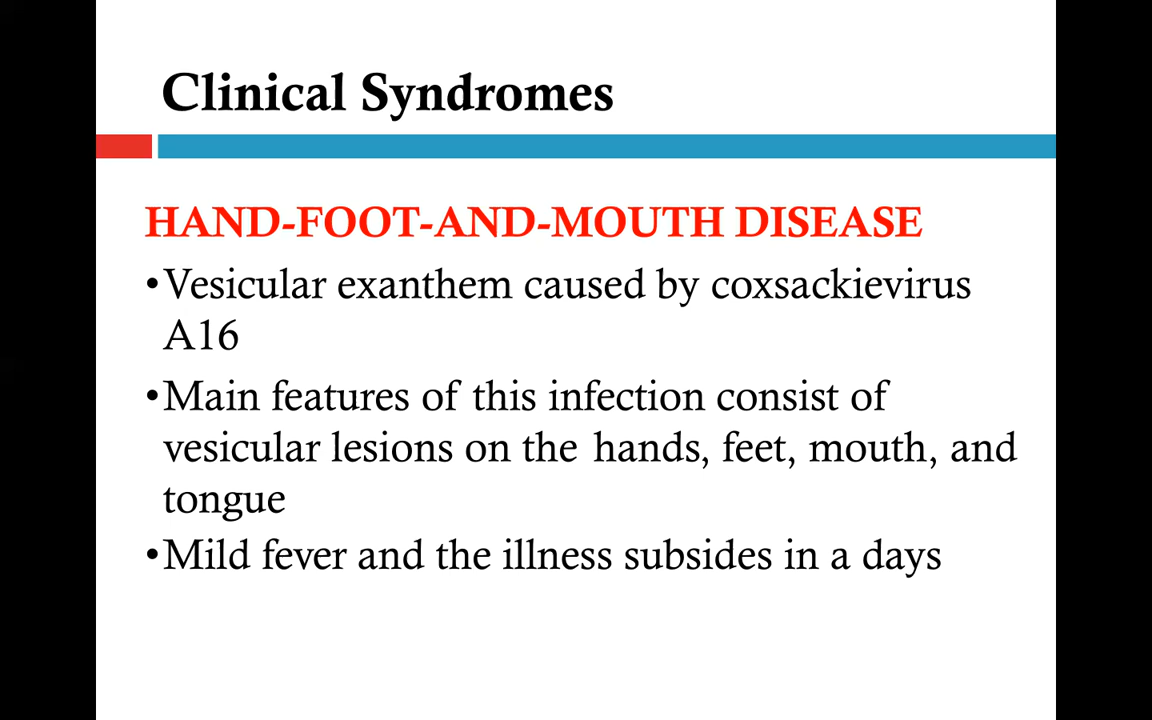 Clinical Syndromes
HAND-FOOT-AND-MOUTH DISEASE
•Vesicular exanthem caused by coxsackievirus
A16
•Main features of this infection consist of
vesicular lesions on the hands, feet, mouth, and
tongue
•Mild fever and the illness subsides in a days